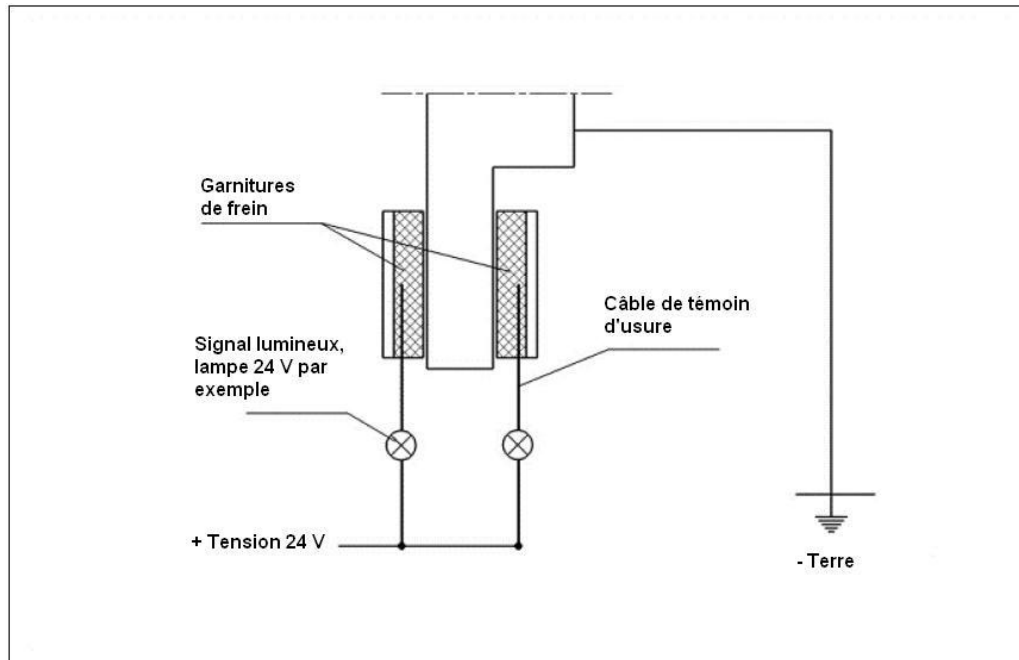 Garnitures
de frein
Câble de témoin
d'usure
Signal lumineux,
lampe 24 V par
exemple
+ Tension 24 V
- Terre